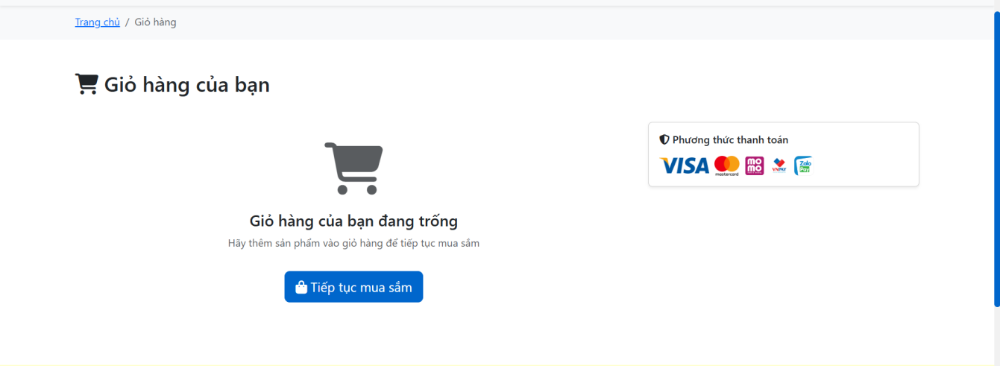 Trang chủ / Giỏ hàng
Giỏ hàng của bạn
Phương thức thanh toán
VISA mastercard mo mo VNPAY Zalo Pay
Giỏ hàng của bạn đang trống
Hãy thêm sản phẩm vào giỏ hàng để tiếp tục mua sắm
Tiếp tục mua sắm